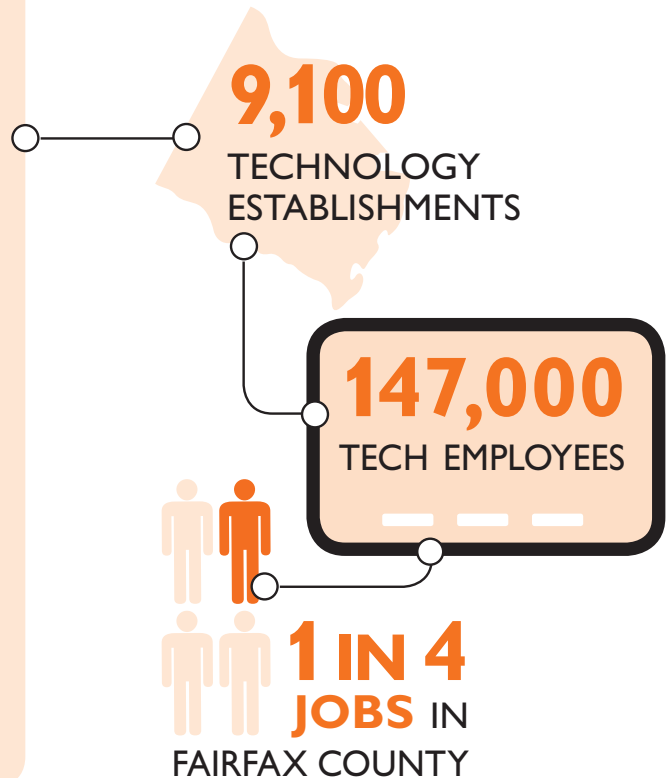 9,100
TECHNOLOGY
ESTABLISHMENTS
147,000
TECH EMPLOYEES
1 IN 4
JOBS IN
FAIRFAX COUNTY